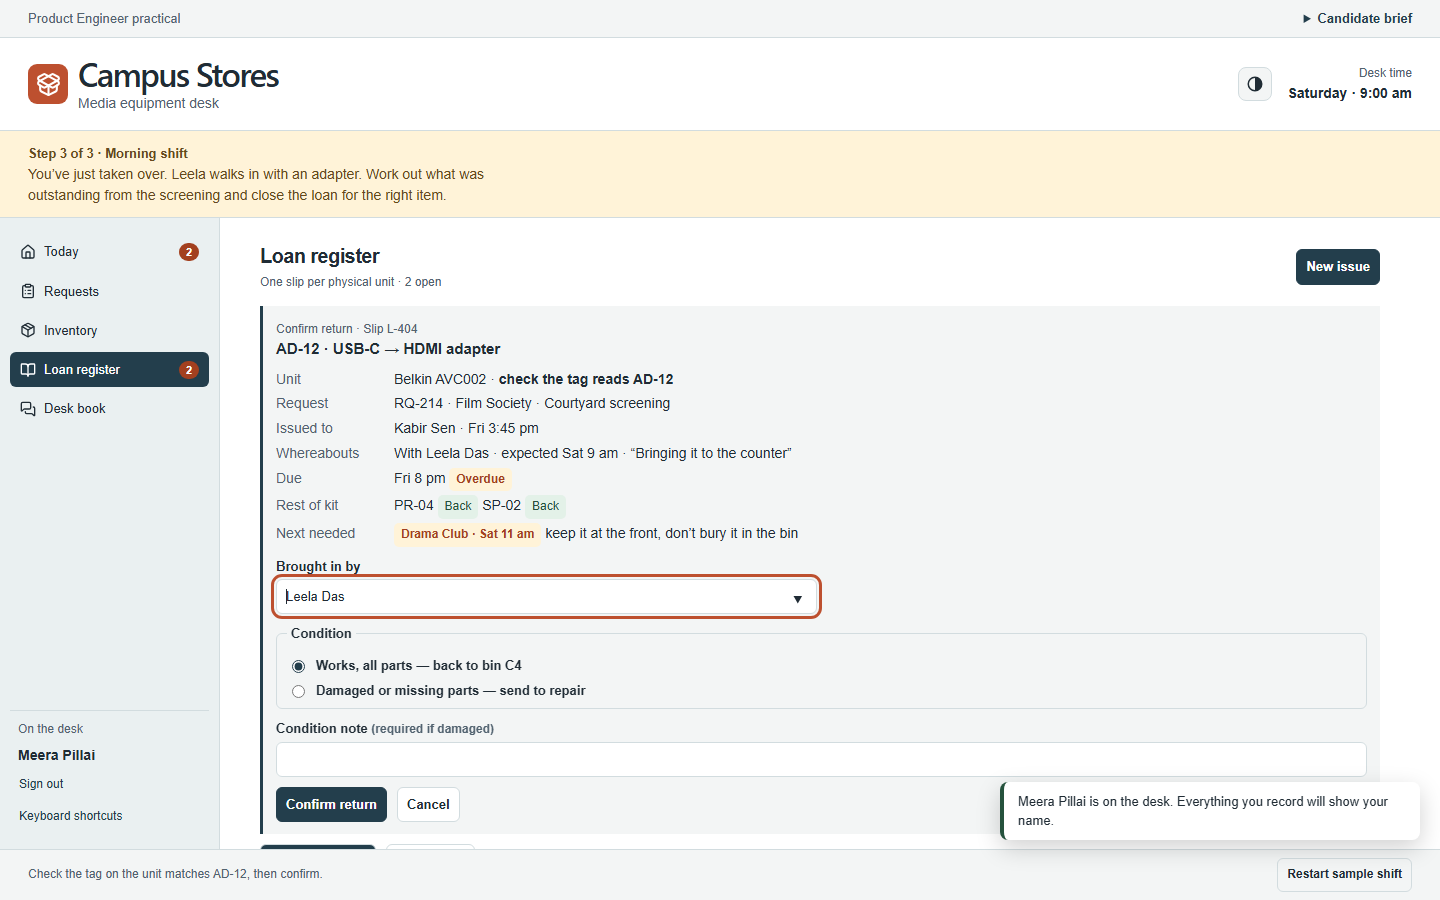 Product Engineer practical
Candidate brief
Campus Stores
Media equipment desk
Desk time
Saturday · 9:00 am
Step 3 of 3 · Morning shift
You’ve just taken over. Leela walks in with an adapter. Work out what was
outstanding from the screening and close the loan for the right item.
Today 2
Requests
Inventory
Loan register 2
Desk book
On the desk
Meera Pillai
Sign out
Keyboard shortcuts
Loan register
One slip per physical unit · 2 open
New issue
Confirm return · Slip L-404
AD-12 · USB-C → HDMI adapter
Unit Belkin AVC002 · check the tag reads AD-12
Request RQ-214 · Film Society · Courtyard screening
Issued to Kabir Sen · Fri 3:45 pm
Whereabouts With Leela Das · expected Sat 9 am · “Bringing it to the counter”
Due Fri 8 pm Overdue
Rest of kit PR-04 Back SP-02 Back
Next needed Drama Club · Sat 11 am keep it at the front, don’t bury it in the bin
Brought in by
Leela Das
Condition
Works, all parts — back to bin C4
Damaged or missing parts — send to repair
Condition note (required if damaged)
Confirm return
Cancel
Meera Pillai is on the desk. Everything you record will show your
name.
Check the tag on the unit matches AD-12, then confirm.
Restart sample shift